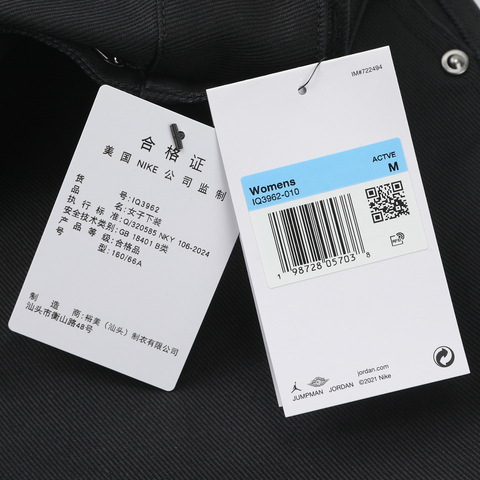 合格证
美国 NIKE 公司监制
货号:IQ3962
品名:女子下装
执行标准:Q/320585 NKY 106-2024
安全技术类别:GB 18401 B类
产品等级:合格品
号型:160/66A
制造商:裕美(汕头)制衣有限公司
汕头市衡山路48号
IM#722494
ACTVE
Womens
M
IQ3962-010
1 98728 05703 8
RFID
jordan.com
JUMPMAN JORDAN ©2021 Nike